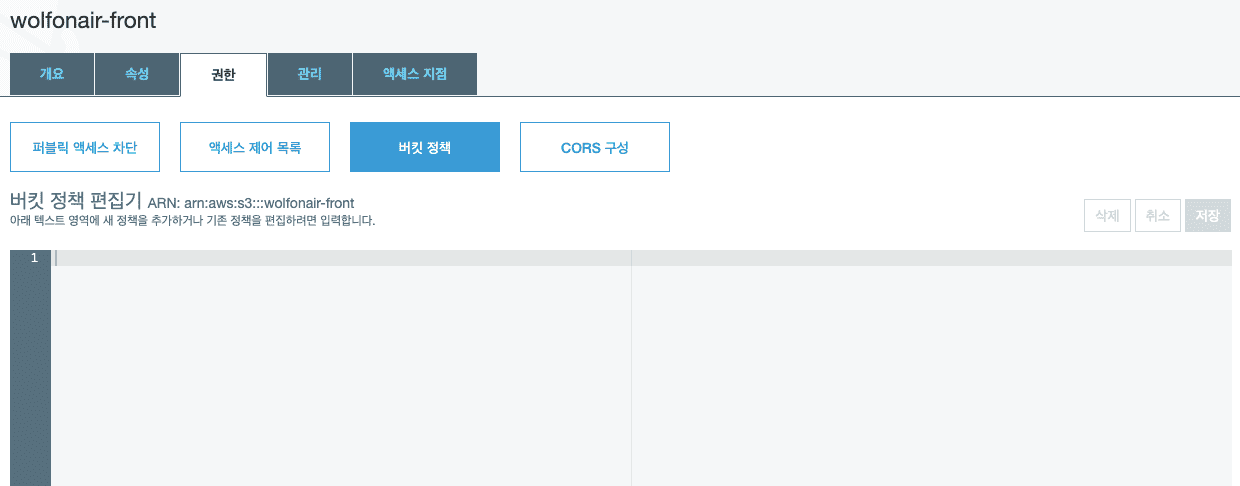 wolfonair-front
개요 속성 권한 관리 액세스 지점
퍼블릭 액세스 차단 액세스 제어 목록 버킷 정책 CORS 구성
버킷 정책 편집기 ARN: arn:aws:s3:::wolfonair-front
아래 텍스트 영역에 새 정책을 추가하거나 기존 정책을 편집하려면 입력합니다.
삭제 취소 저장
1